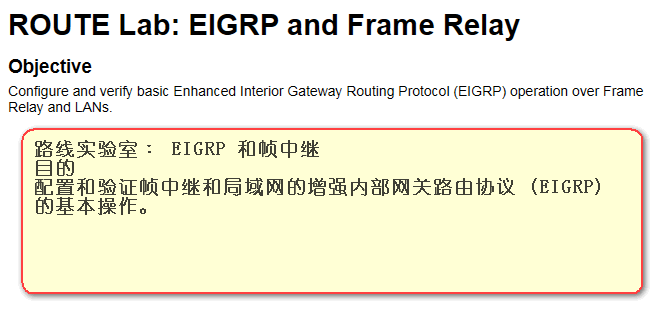 ROUTE Lab: EIGRP and Frame Relay
Objective
Configure and verify basic Enhanced Interior Gateway Routing Protocol (EIGRP) operation over Frame
Relay and LANs.
路线实验室： EIGRP 和帧中继
目的
配置和验证帧中继和局域网的增强内部网关路由协议 (EIGRP)
的基本操作。